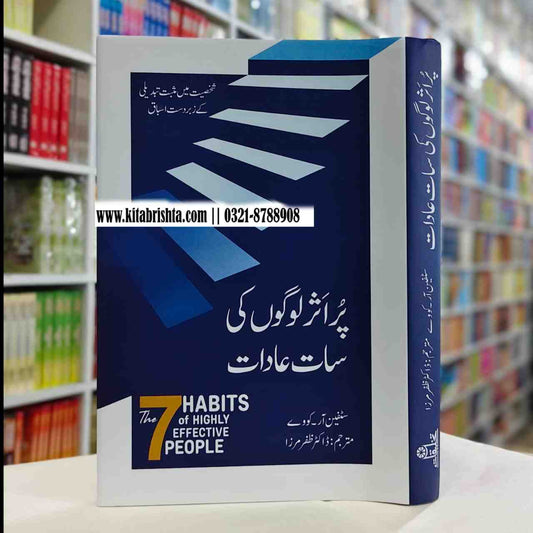 شخصیت میں مثبت تبدیلی
کے زبردست اسباق
www.kitabrishta.com || 0321-8788908
پُر اَثر لوگوں کی
سات عادات
The 7 HABITS
of HIGHLY
EFFECTIVE
PEOPLE
سٹیفن آر۔ کووے
مترجم: ڈاکٹر ظفر مرزا
پُر اَثر لوگوں کی سات عادات
سٹیفن آر۔ کووے مترجم: ڈاکٹر ظفر مرزا